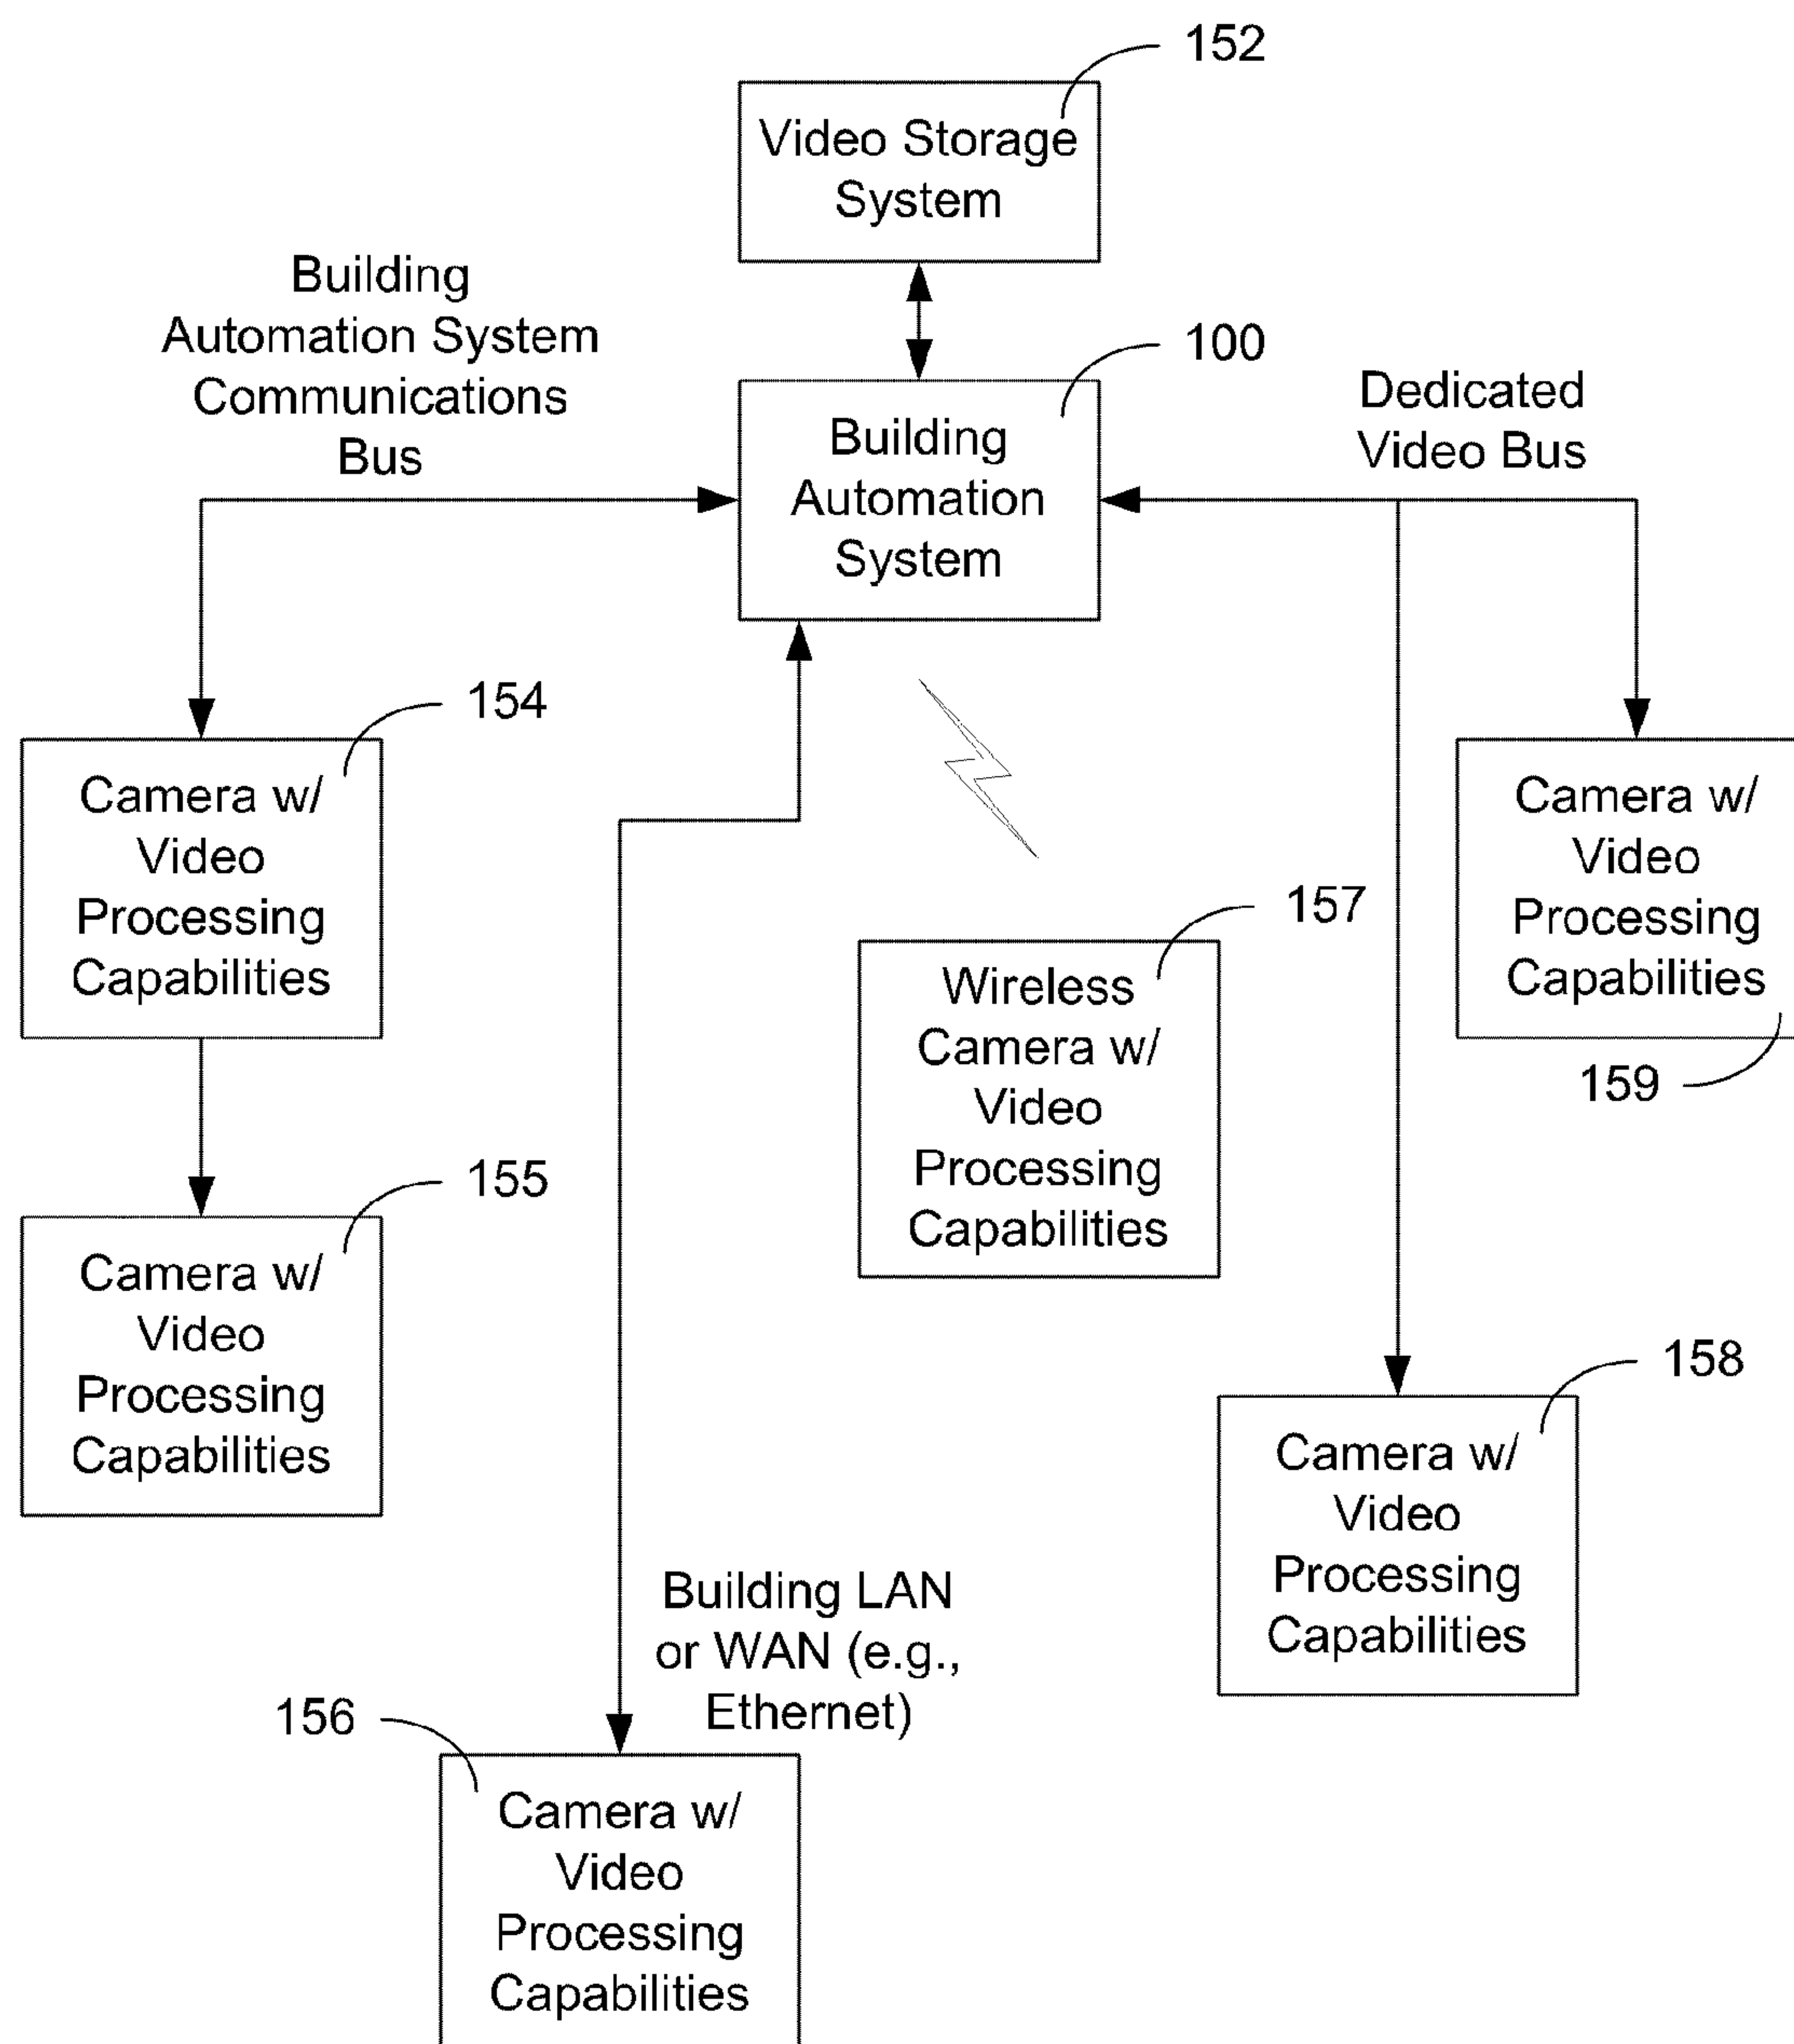 152
Video Storage
System
Building
Automation System
Communications
Bus
100
Building
Automation
System
Dedicated
Video Bus
154
Camera w/
Video
Processing
Capabilities
157
Wireless
Camera w/
Video
Processing
Capabilities
Camera w/
Video
Processing
Capabilities
159
155
Camera w/
Video
Processing
Capabilities
158
Camera w/
Video
Processing
Capabilities
Building LAN
or WAN (e.g.,
Ethernet)
156
Camera w/
Video
Processing
Capabilities